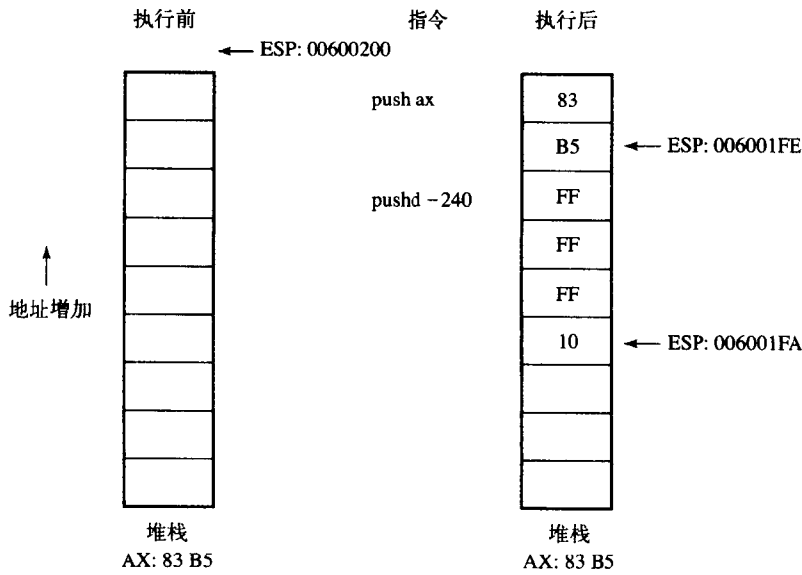 执行前
指令
执行后
ESP: 00600200
push ax
83
B5
ESP: 006001FE
pushd −240
FF
FF
FF
地址增加
10
ESP: 006001FA
堆栈
AX: 83 B5
堆栈
AX: 83 B5